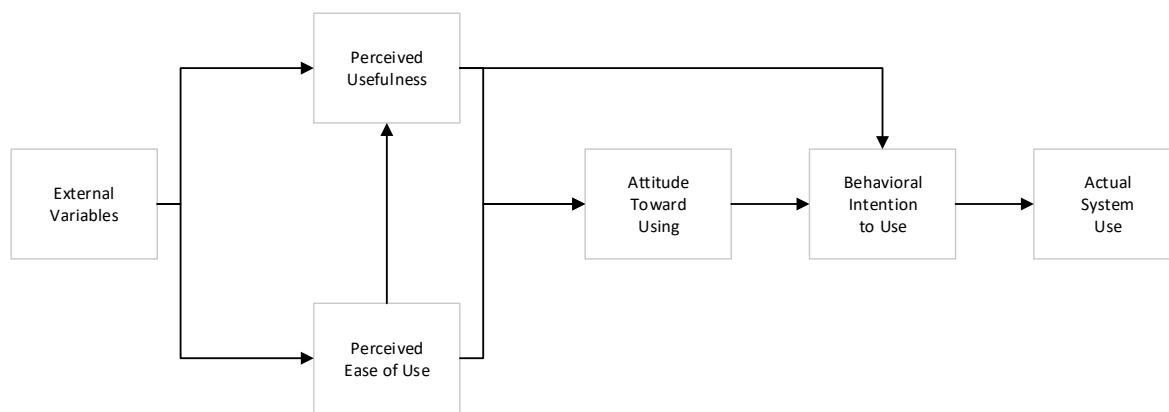 Perceived
Usefulness
External
Variables
Attitude
Toward
Using
Behavioral
Intention
to Use
Actual
System
Use
Perceived
Ease of Use